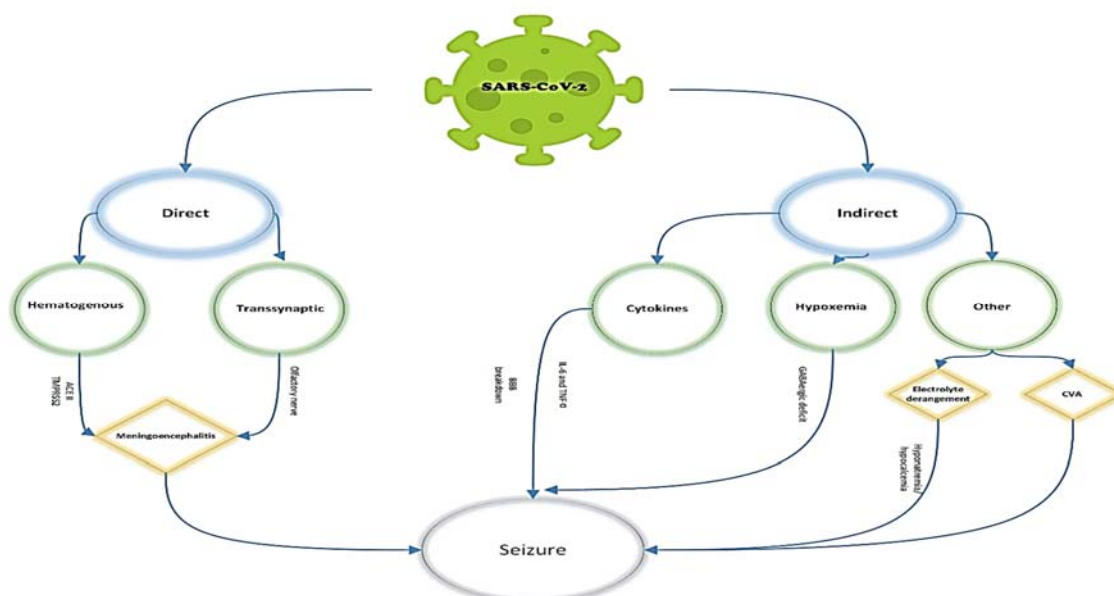 SARS-CoV-2
Direct
Indirect
Hematogenous
Transsynaptic
Cytokines
Hypoxemia
Other
ACE II
TMPRSS2
Olfactory nerve
BBB
breakdown
IL-6 and TNF-α
GABAergic deficit
Electrolyte
derangement
CVA
Meningoencephalitis
Hyponatremia/
hypocalcemia
Seizure